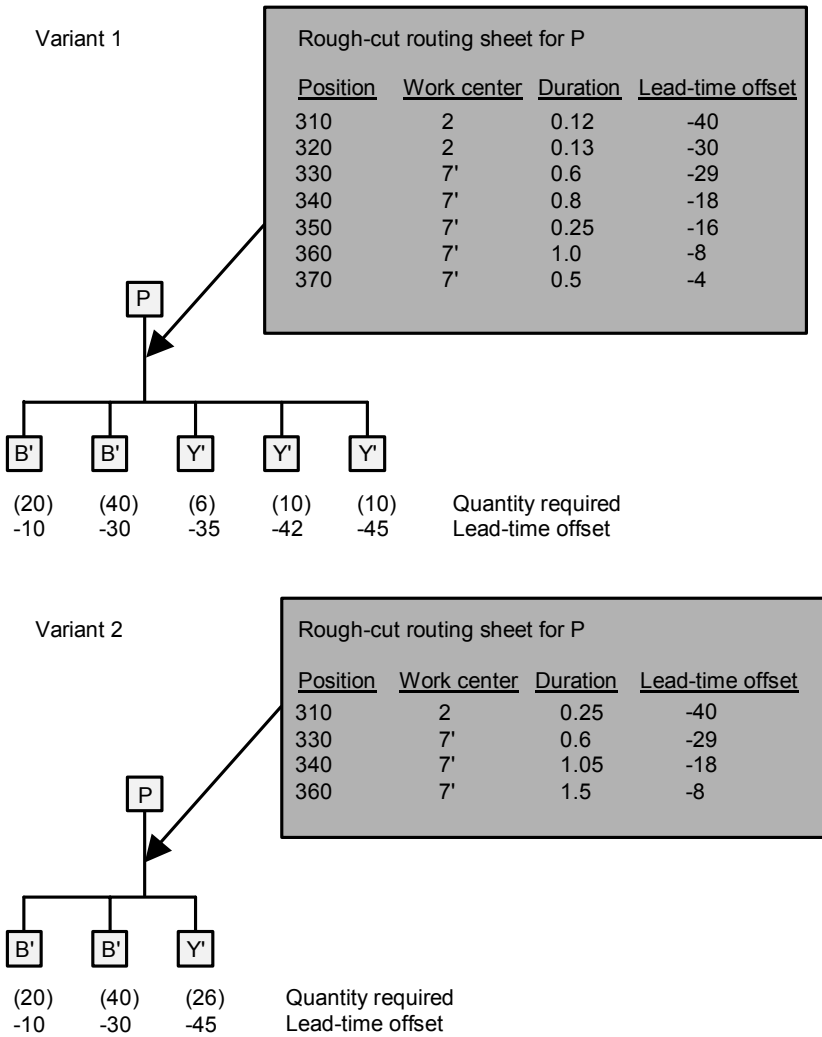 Variant 1
Rough-cut routing sheet for P
Position Work center Duration Lead-time offset
310 2 0.12 -40
320 2 0.13 -30
330 7' 0.6 -29
340 7' 0.8 -18
350 7' 0.25 -16
360 7' 1.0 -8
370 7' 0.5 -4
P
B' B' Y' Y' Y'
(20) (40) (6) (10) (10) Quantity required
-10 -30 -35 -42 -45 Lead-time offset
Variant 2
Rough-cut routing sheet for P
Position Work center Duration Lead-time offset
310 2 0.25 -40
330 7' 0.6 -29
340 7' 1.05 -18
360 7' 1.5 -8
P
B' B' Y'
(20) (40) (26) Quantity required
-10 -30 -45 Lead-time offset